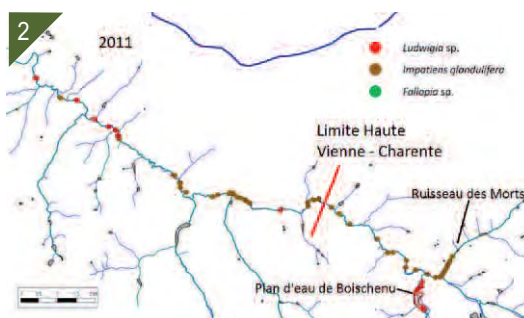 2
2011
Ludwigia sp.
Impatiens glandulifera
Fallopia sp.
Limite Haute
Vienne - Charente
Ruisseau des Morts
Plan d'eau de Boischenu